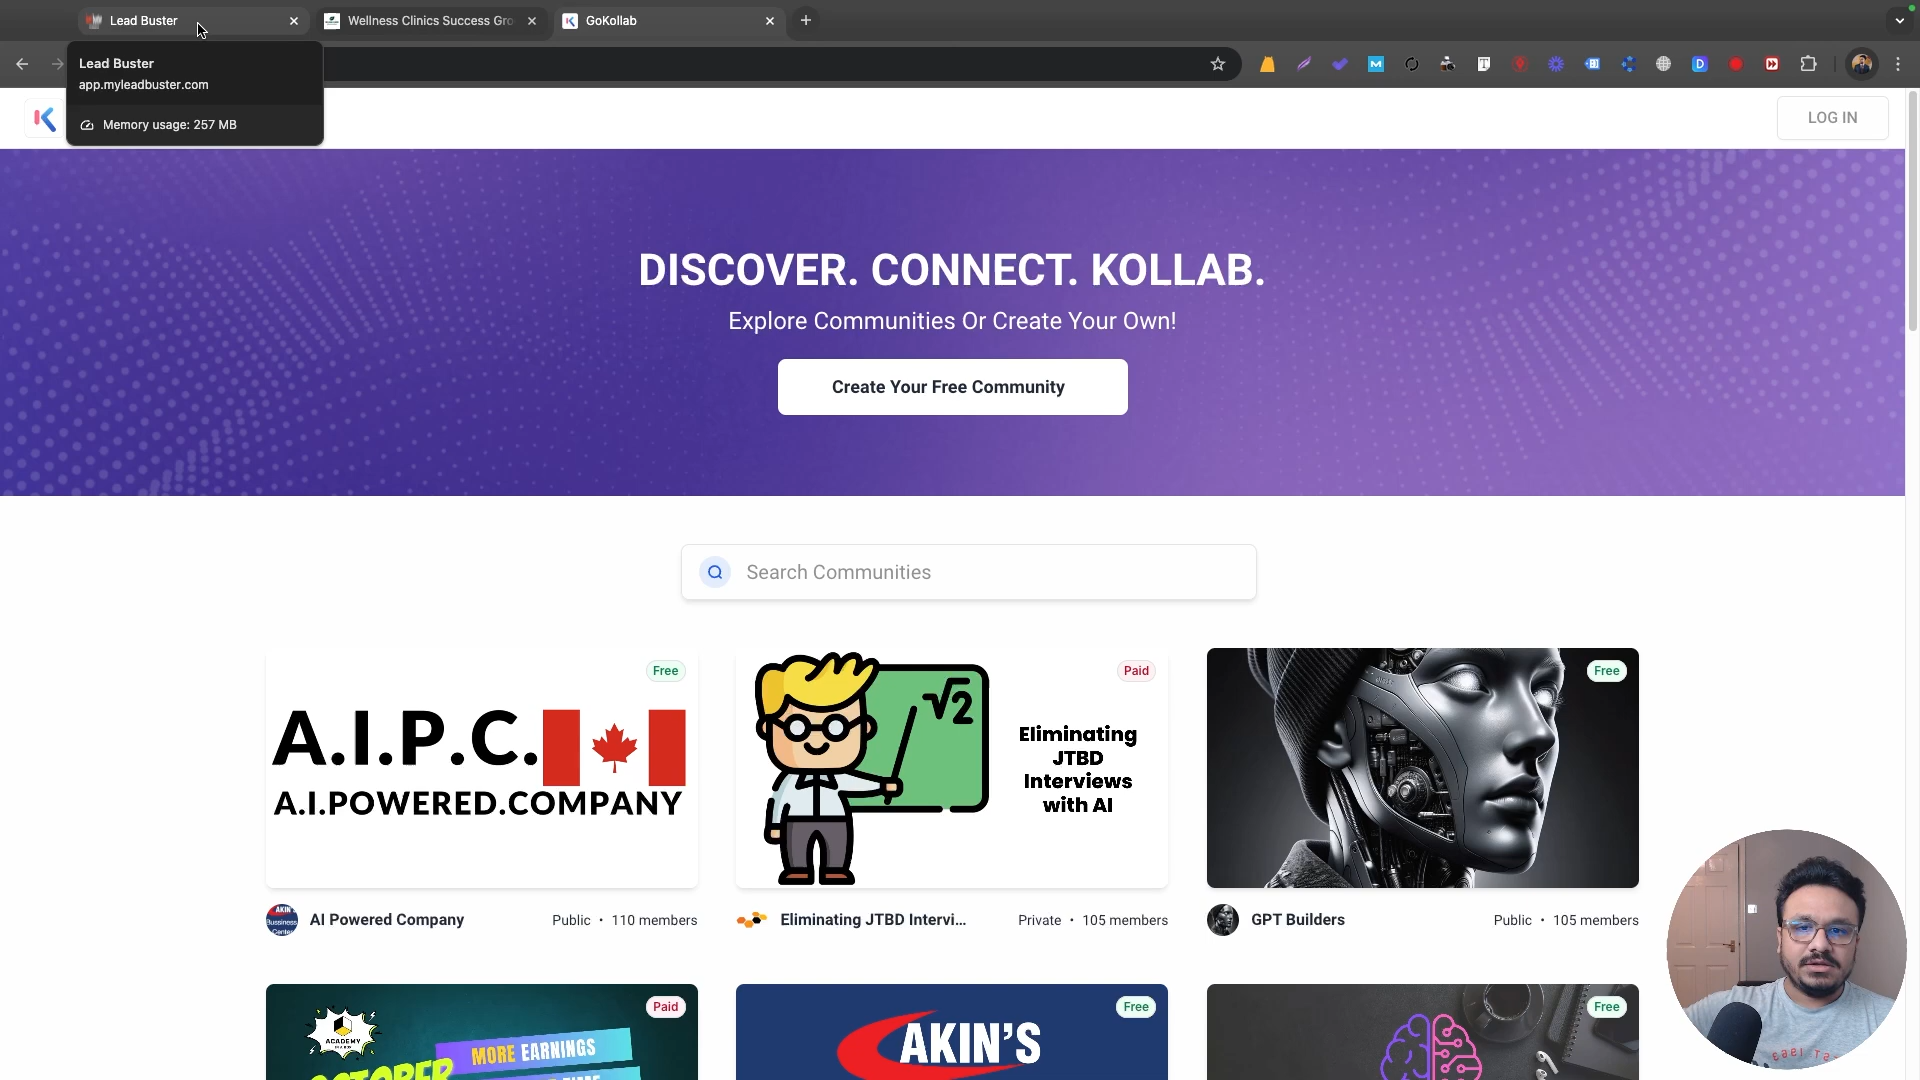 Lead Buster
Wellness Clinics Success Gro
GoKollab
Lead Buster
app.myleadbuster.com
Memory usage: 257 MB
LOG IN
DISCOVER. CONNECT. KOLLAB.
Explore Communities Or Create Your Own!
Create Your Free Community
Search Communities
Free
A.I.P.C.
A.I.POWERED.COMPANY
AI Powered Company
Public • 110 members
Paid
√2
Eliminating
JTBD
Interviews
with AI
Eliminating JTBD Intervi...
Private • 105 members
Free
GPT Builders
Public • 105 members
Paid
ACADEMY
MORE EARNINGS
OCTOBER
Free
AKIN'S
Free